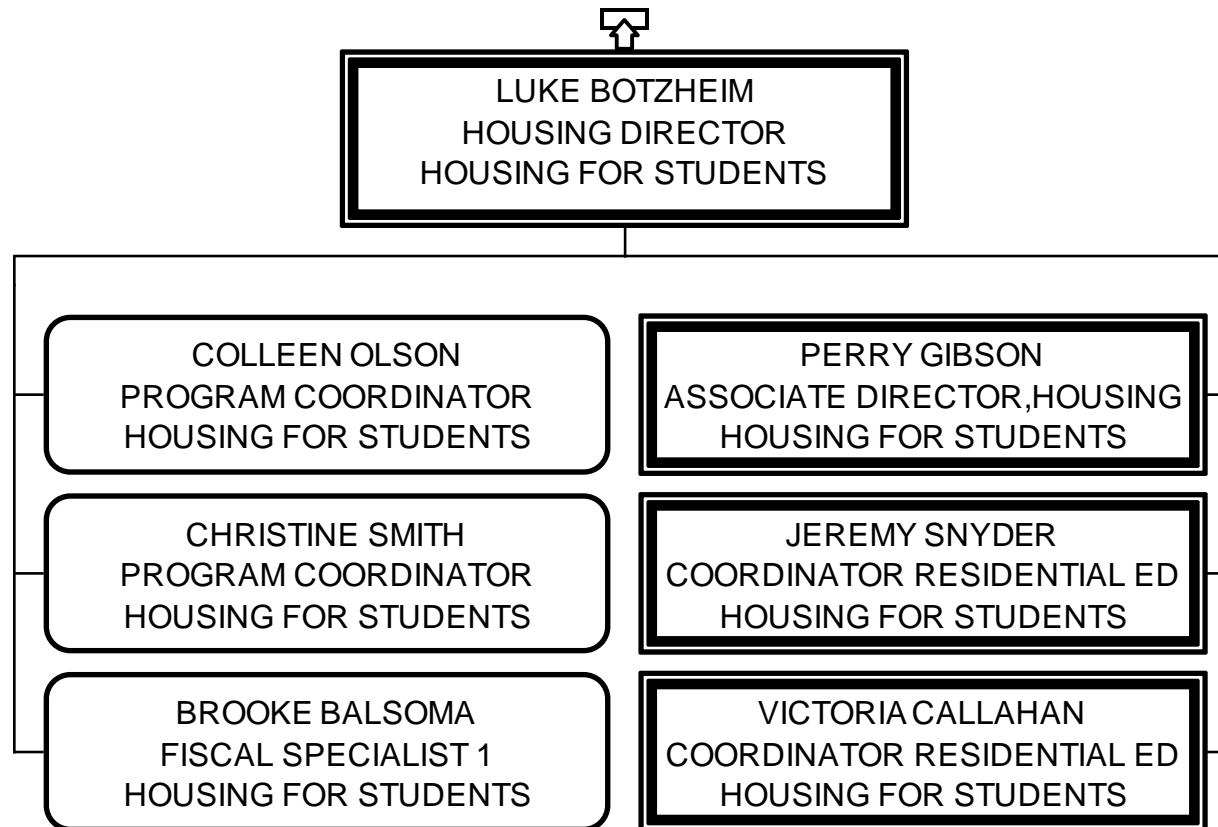 LUKE BOTZHEIM
HOUSING DIRECTOR
HOUSING FOR STUDENTS
COLLEEN OLSON
PROGRAM COORDINATOR
HOUSING FOR STUDENTS
PERRY GIBSON
ASSOCIATE DIRECTOR,HOUSING
HOUSING FOR STUDENTS
CHRISTINE SMITH
PROGRAM COORDINATOR
HOUSING FOR STUDENTS
JEREMY SNYDER
COORDINATOR RESIDENTIAL ED
HOUSING FOR STUDENTS
BROOKE BALSOMA
FISCAL SPECIALIST 1
HOUSING FOR STUDENTS
VICTORIA CALLAHAN
COORDINATOR RESIDENTIAL ED
HOUSING FOR STUDENTS